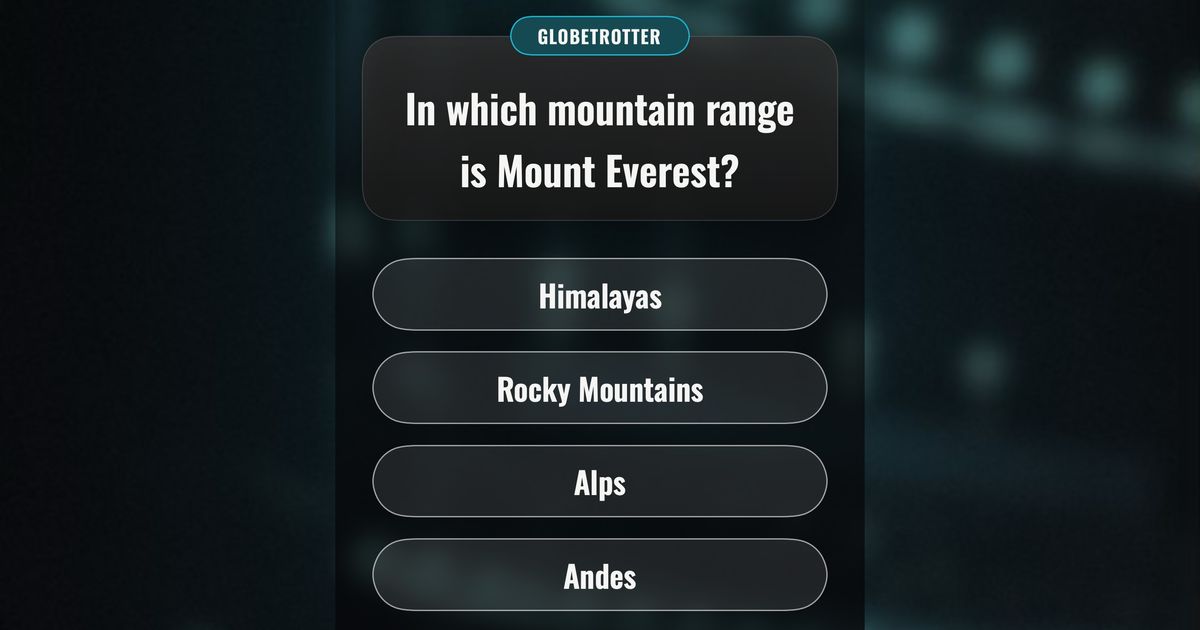 GLOBETROTTER
In which mountain range
is Mount Everest?
Himalayas
Rocky Mountains
Alps
Andes